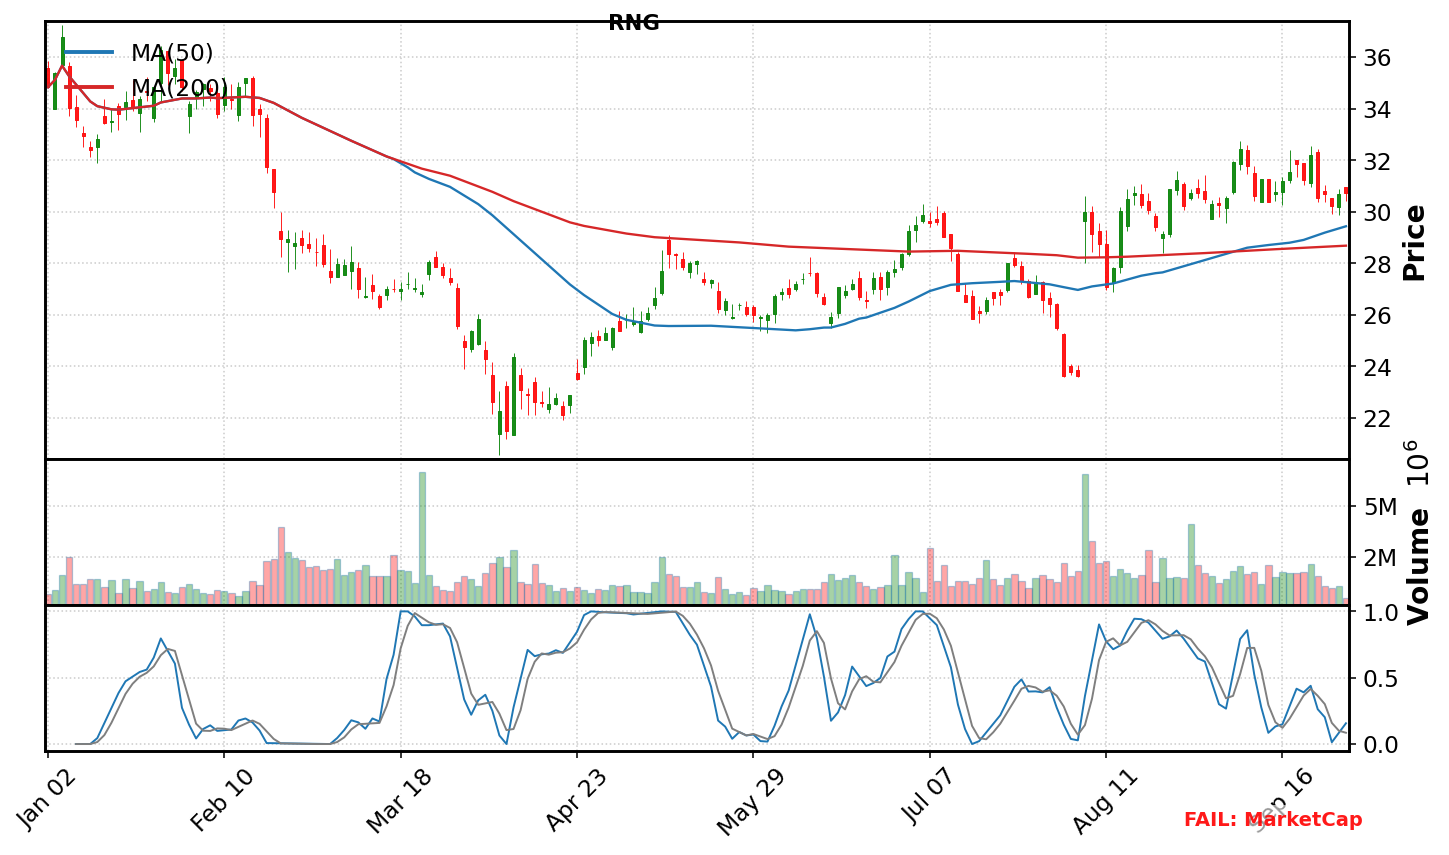 RNG
MA(50)
MA(200)
36
34
32
30
28
26
24
22
Price
10⁶
5M
2M
Volume
1.0
0.5
0.0
Jan 02
Feb 10
Mar 18
Apr 23
May 29
Jul 07
Aug 11
Sep 16
FAIL: MarketCap